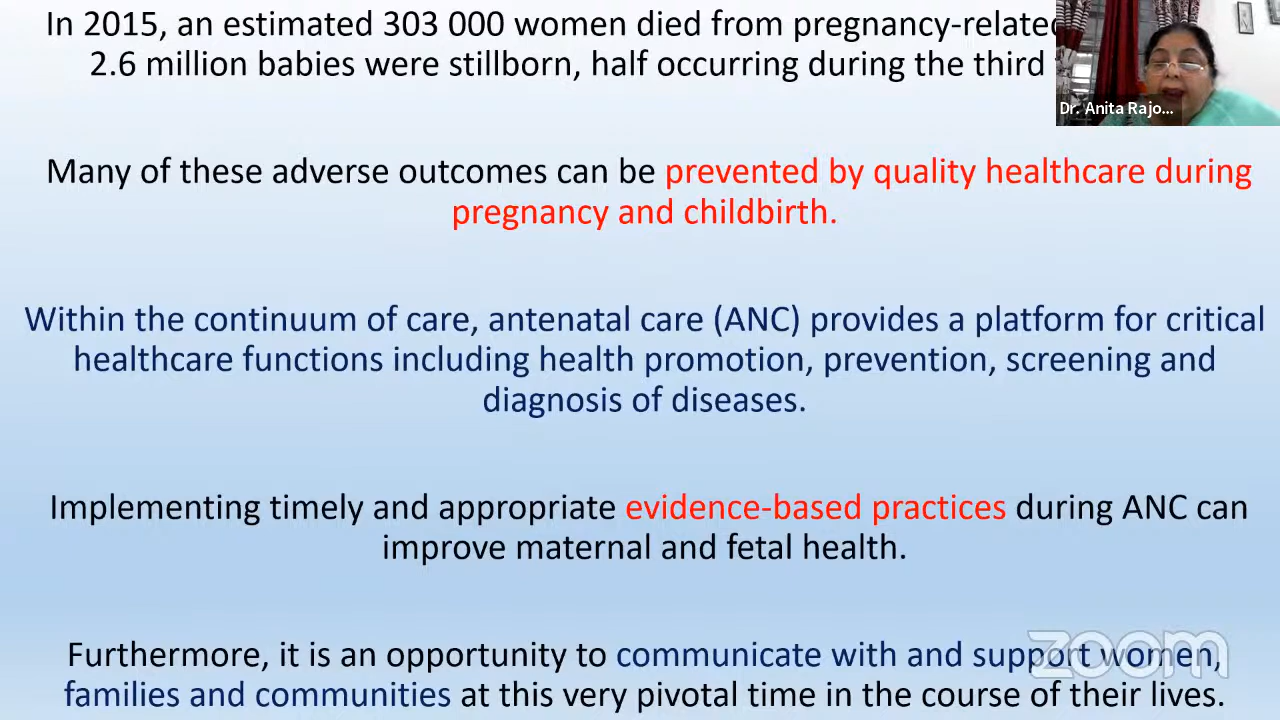 In 2015, an estimated 303 000 women died from pregnancy-related
2.6 million babies were stillborn, half occurring during the third
Dr. Anita Rajo...
Many of these adverse outcomes can be prevented by quality healthcare during
pregnancy and childbirth.
Within the continuum of care, antenatal care (ANC) provides a platform for critical
healthcare functions including health promotion, prevention, screening and
diagnosis of diseases.
Implementing timely and appropriate evidence-based practices during ANC can
improve maternal and fetal health.
Furthermore, it is an opportunity to communicate with and support women,
families and communities at this very pivotal time in the course of their lives.
zoom